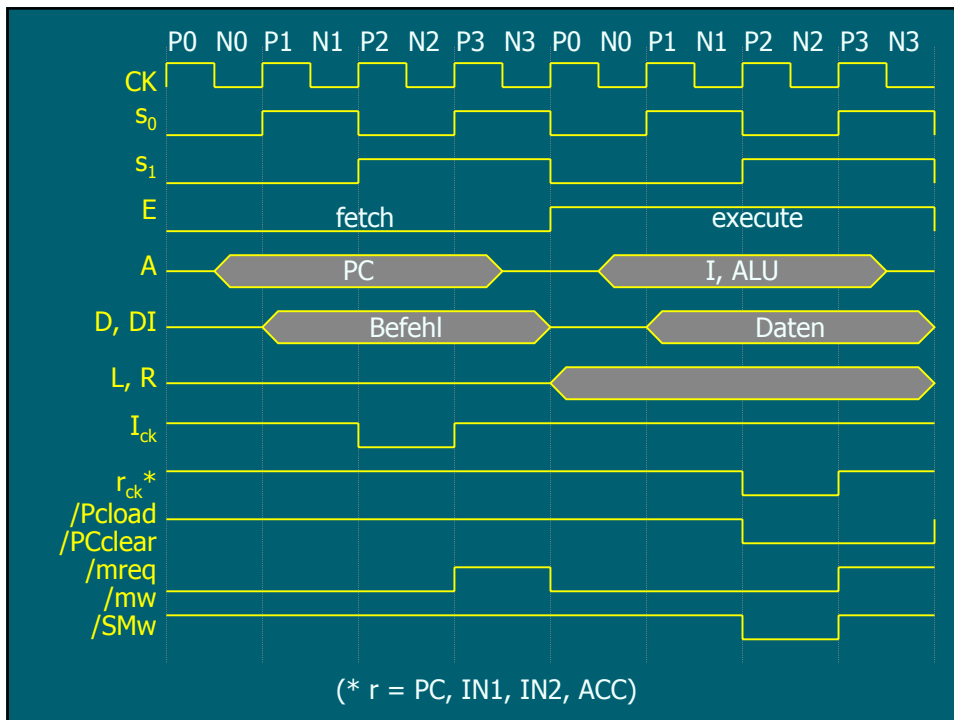 P0 N0 P1 N1 P2 N2 P3 N3 P0 N0 P1 N1 P2 N2 P3 N3
CK
s0
s1
E fetch execute
A PC I, ALU
D, DI Befehl Daten
L, R
Ick
rck*
/Pcload
/PCclear
/mreq
/mw
/SMw
(* r = PC, IN1, IN2, ACC)